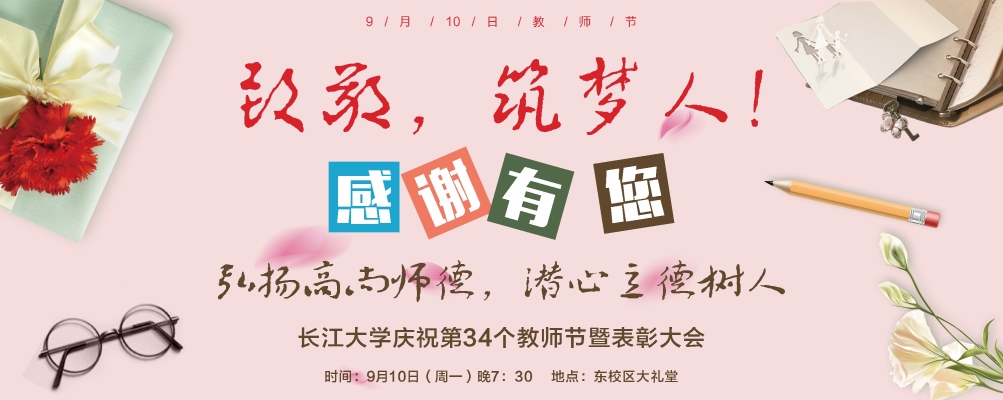 9 / 月 / 10 / 日 / 教 / 师 / 节
致敬，筑梦人！
感谢有您
弘扬高尚师德，潜心立德树人
长江大学庆祝第34个教师节暨表彰大会
时间：9月10日（周一）晚7：30 地点：东校区大礼堂